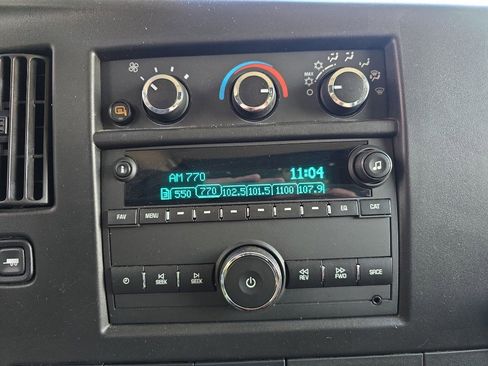 MAX
AM 770
11:04
550 770 102.5 101.5 1100 107.9
FAV
MENU
EQ
CAT
SEEK
SEEK
REV
FWD
SRCE